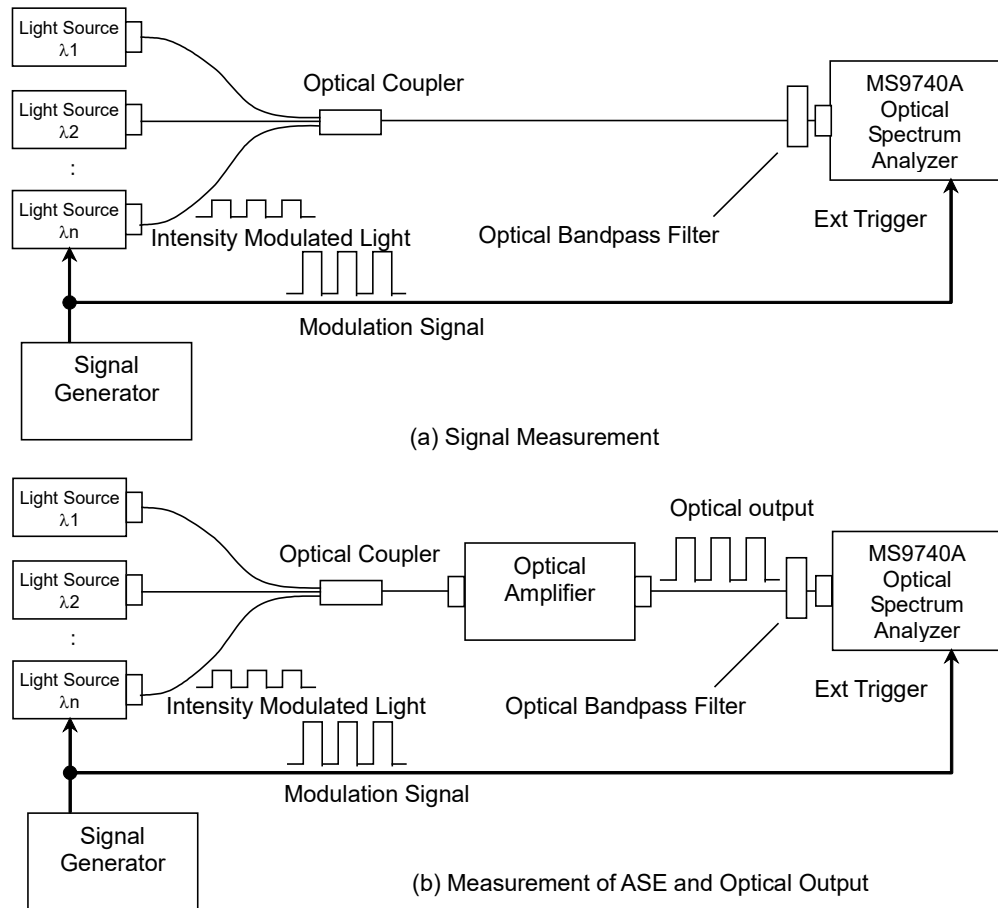 Light Source
λ1
Optical Coupler
MS9740A
Optical
Spectrum
Analyzer
Light Source
λ2
:
Light Source
λn
Intensity Modulated Light
Optical Bandpass Filter
Ext Trigger
Modulation Signal
Signal
Generator
(a) Signal Measurement
Light Source
λ1
Optical output
Optical Coupler
Optical
Amplifier
MS9740A
Optical
Spectrum
Analyzer
Light Source
λ2
:
Light Source
λn
Intensity Modulated Light
Optical Bandpass Filter
Ext Trigger
Modulation Signal
Signal
Generator
(b) Measurement of ASE and Optical Output